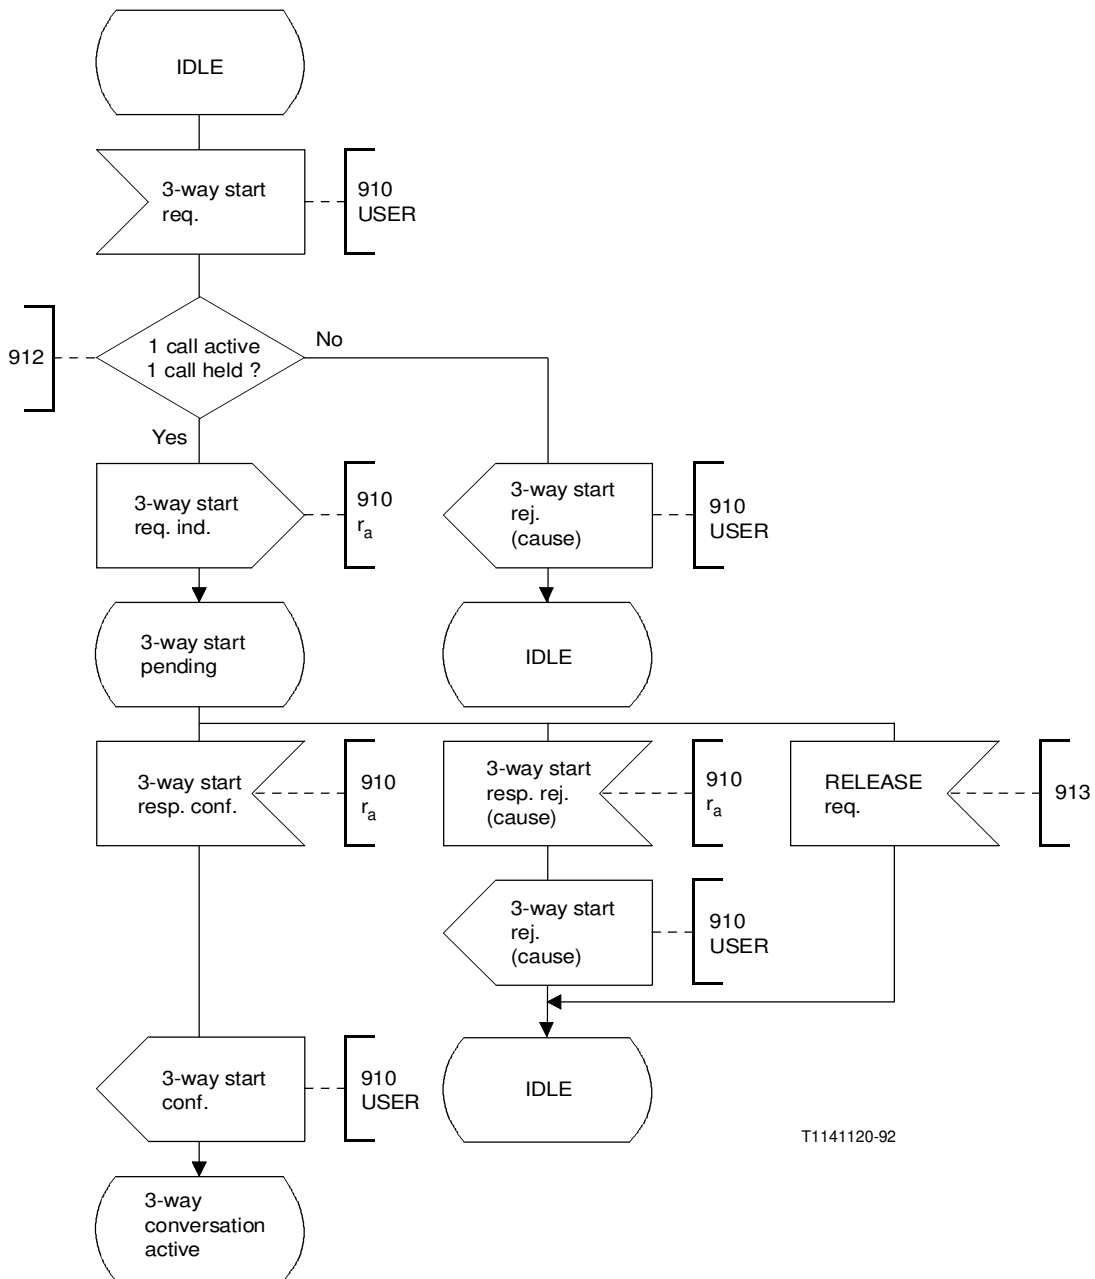 IDLE
3-way start
req.
910
USER
912
1 call active
1 call held ?
No
Yes
3-way start
req. ind.
910
ra
3-way start
rej.
(cause)
910
USER
3-way start
pending
IDLE
3-way start
resp. conf.
910
ra
3-way start
resp. rej.
(cause)
910
ra
RELEASE
req.
913
3-way start
rej.
(cause)
910
USER
3-way start
conf.
910
USER
IDLE
T1141120-92
3-way
conversation
active